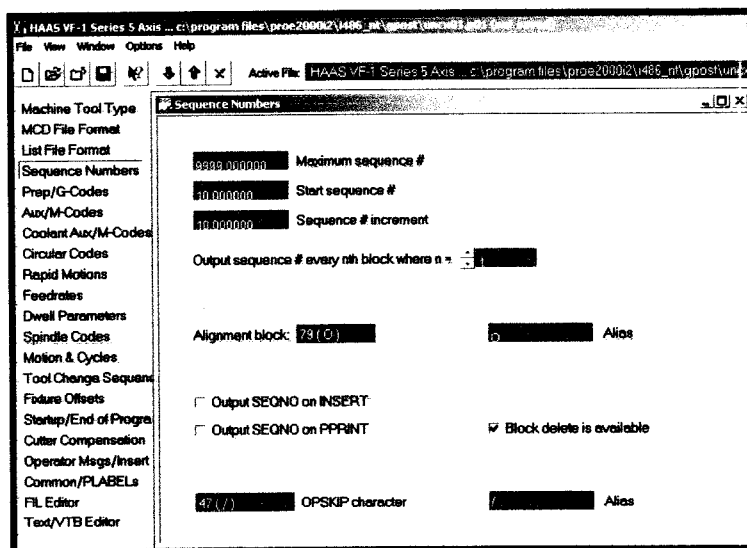 HAAS VF-1 Series 5 Axis ... c:\program files\proe2000i2\i486_nt\gpost\
File View Window Options Help
Active File: HAAS VF-1 Series 5 Axis ... c:\program files\proe2000i2\i486_nt\gpost\un
Machine Tool Type
MCD File Format
List File Format
Sequence Numbers
Prep/G-Codes
Aux/M-Codes
Coolant Aux/M-Codes
Circular Codes
Rapid Motions
Feedrates
Dwell Parameters
Spindle Codes
Motion & Cycles
Tool Change Sequenc
Fixture Offsets
Startup/End of Progra
Cutter Compensation
Operator Msgs/Insert
Common/PLABELs
FIL Editor
Text/VTB Editor
Sequence Numbers
9999.000000 Maximum sequence #
10.000000 Start sequence #
10.000000 Sequence # increment
Output sequence # every nth block where n = 1
Alignment block: 79 ( O ) O Alias
Output SEQNO on INSERT
Output SEQNO on PPRINT
Block delete is available
47 ( / ) OPSKIP character / Alias